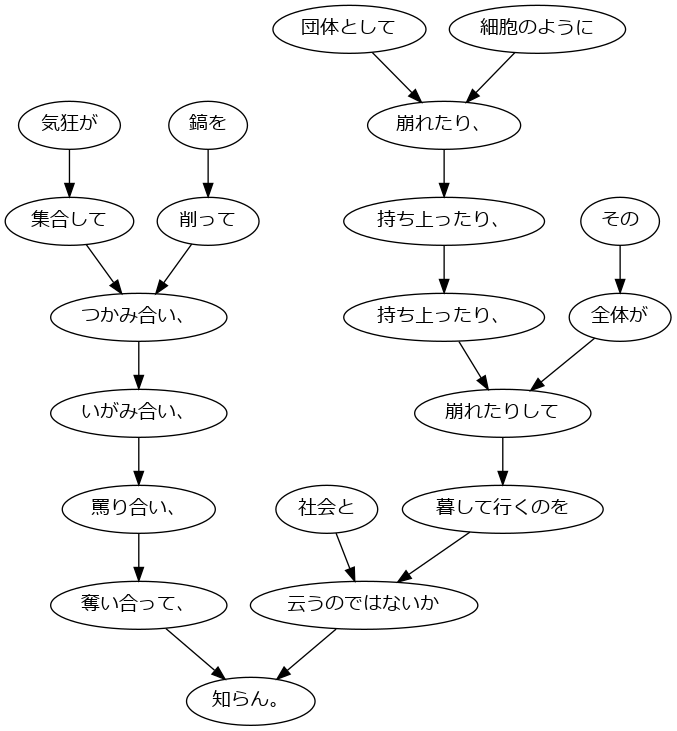 団体として
細胞のように
気狂が
鎬を
崩れたり、
集合して
削って
持ち上ったり、
その
つかみ合い、
持ち上ったり、
全体が
いがみ合い、
崩れたりして
罵り合い、
社会と
暮して行くのを
奪い合って、
云うのではないか
知らん。